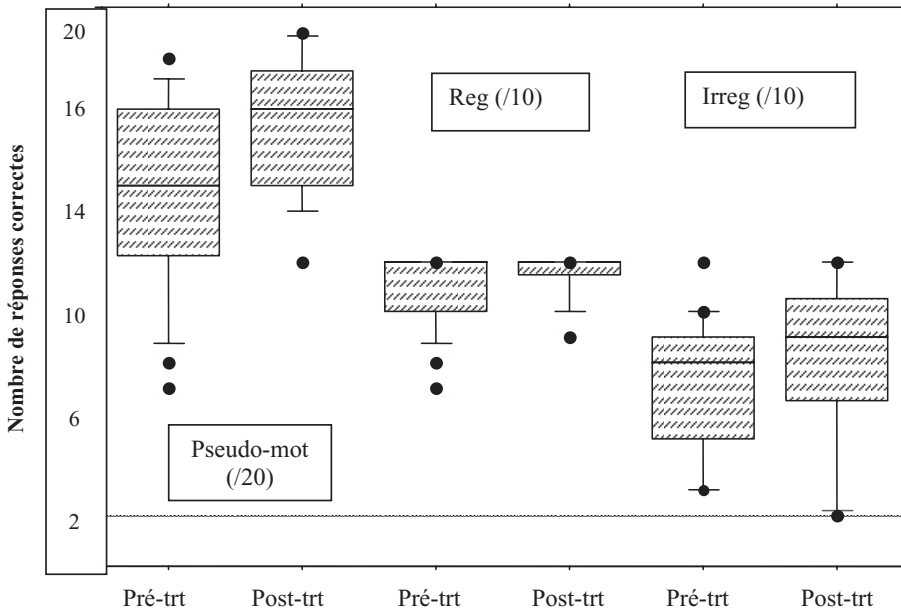 Nombre de réponses correctes
20
16
14
10
6
2
Reg (/10)
Irreg (/10)
Pseudo-mot
(/20)
Pré-trt Post-trt Pré-trt Post-trt Pré-trt Post-trt